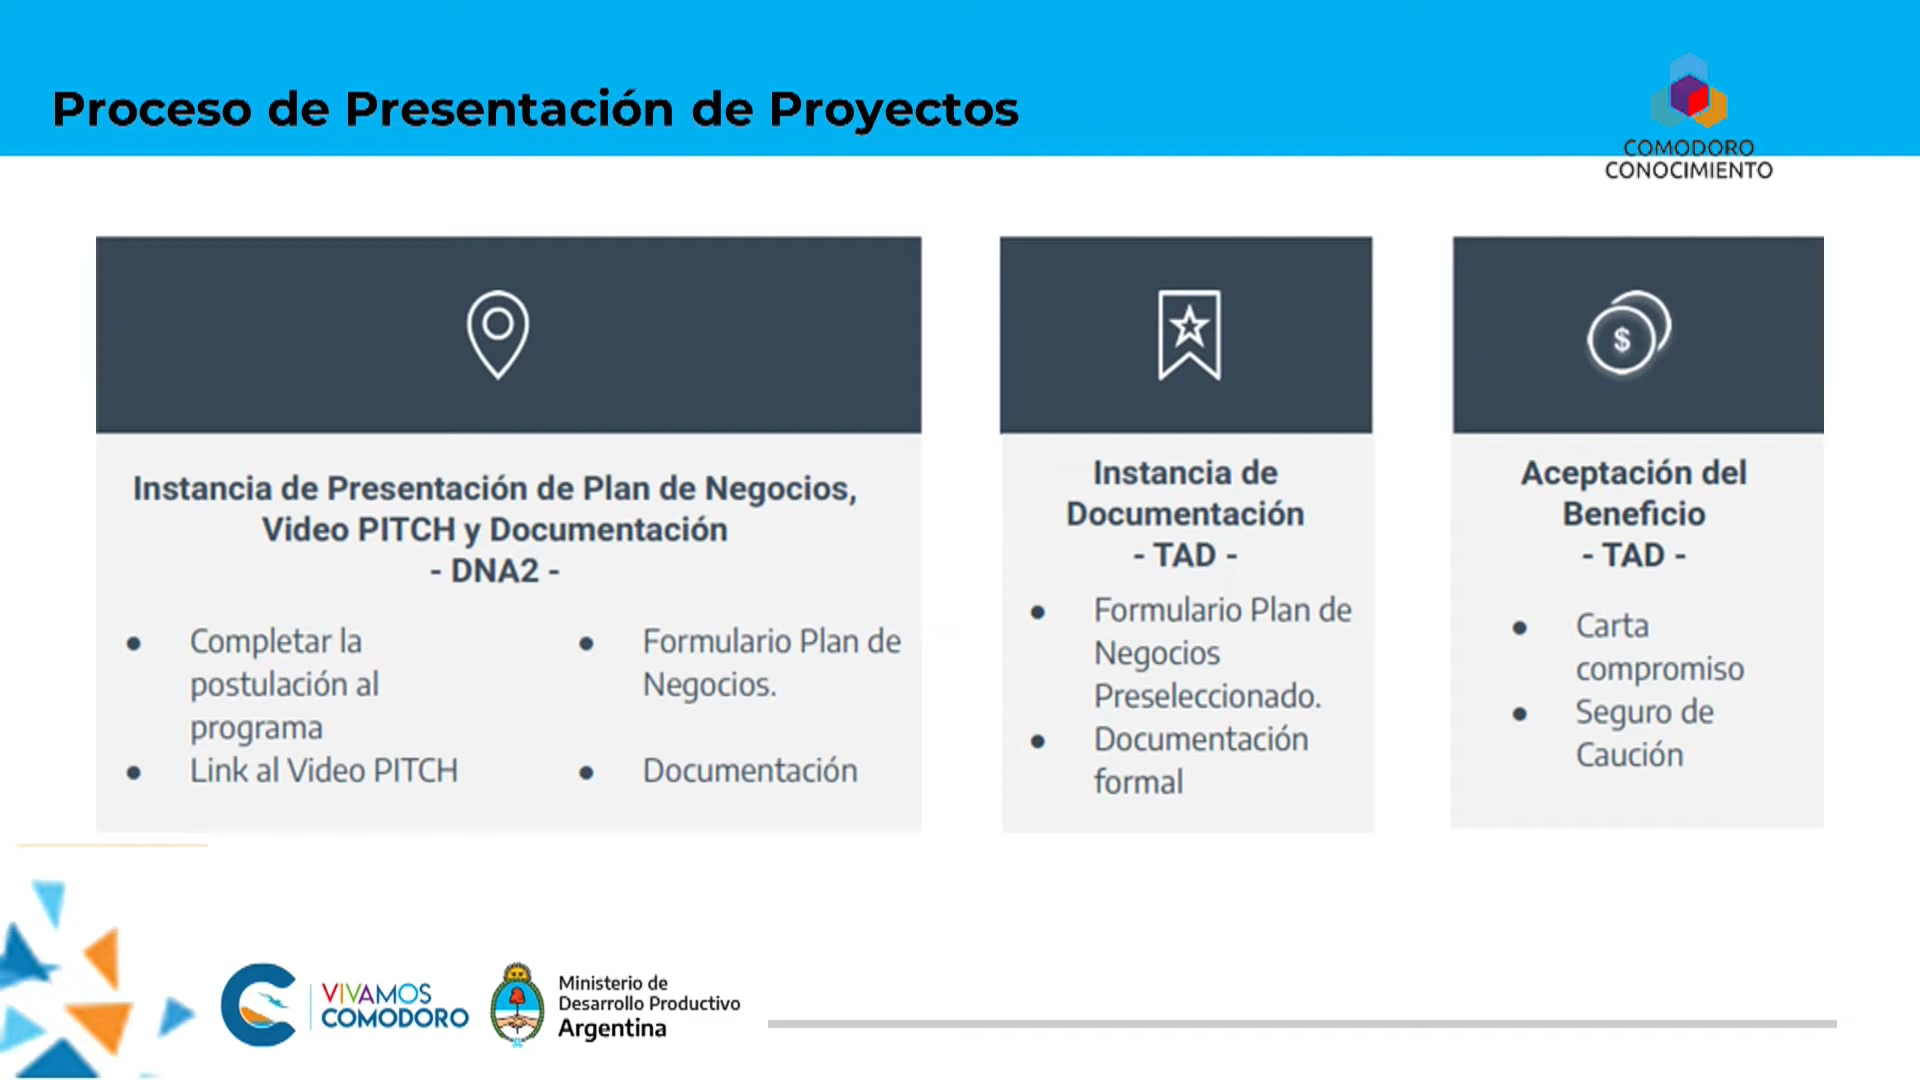 Proceso de Presentación de Proyectos
COMODORO
CONOCIMIENTO
Instancia de Presentación de Plan de Negocios,
Video PITCH y Documentación
- DNA2 -
● Completar la
postulación al
programa
● Link al Video PITCH
● Formulario Plan de
Negocios.
● Documentación
Instancia de
Documentación
- TAD -
● Formulario Plan de
Negocios
Preseleccionado.
● Documentación
formal
$
Aceptación del
Beneficio
- TAD -
● Carta
compromiso
● Seguro de
Caución
VIVAMOS
COMODORO
Ministerio de
Desarrollo Productivo
Argentina